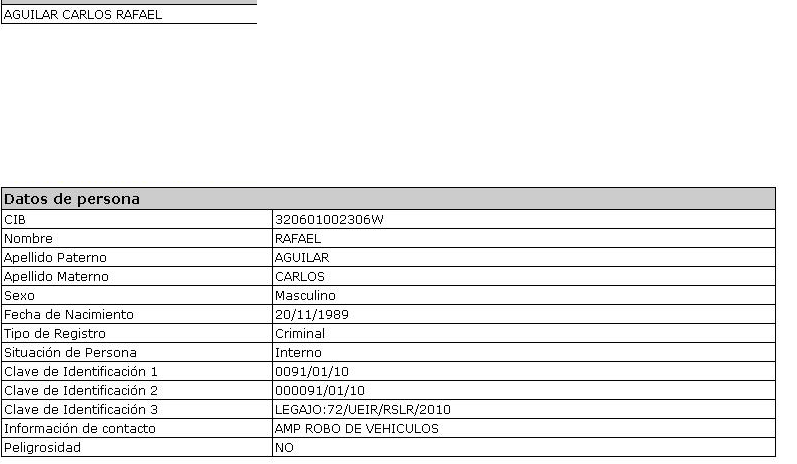 AGUILAR CARLOS RAFAEL
Datos de persona
CIB 320601002306W
Nombre RAFAEL
Apellido Paterno AGUILAR
Apellido Materno CARLOS
Sexo Masculino
Fecha de Nacimiento 20/11/1989
Tipo de Registro Criminal
Situación de Persona Interno
Clave de Identificación 1 0091/01/10
Clave de Identificación 2 000091/01/10
Clave de Identificación 3 LEGAJO:72/UEIR/RSLR/2010
Información de contacto AMP ROBO DE VEHICULOS
Peligrosidad NO